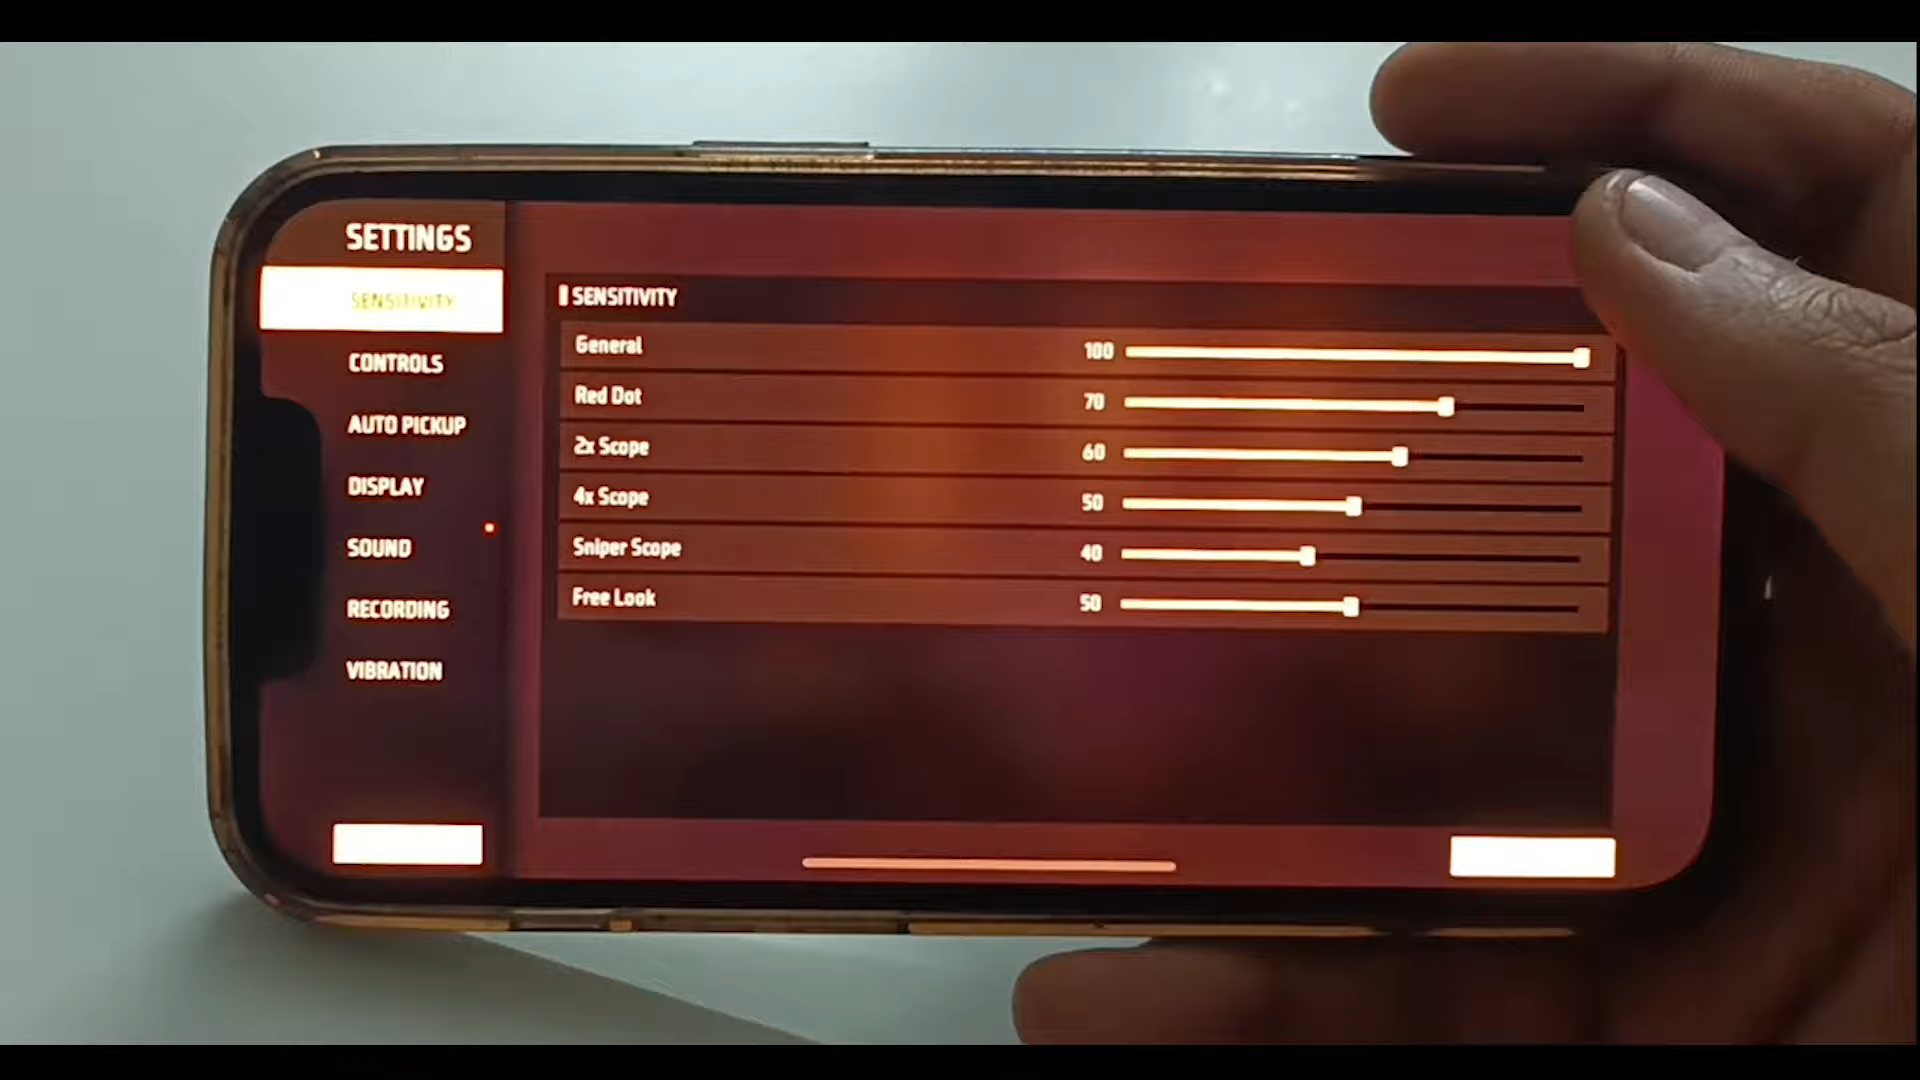 SETTINGS
SENSITIVITY
CONTROLS
AUTO PICKUP
DISPLAY
SOUND
RECORDING
VIBRATION
SENSITIVITY
General 100
Red Dot 70
2x Scope 60
4x Scope 50
Sniper Scope 40
Free Look 50